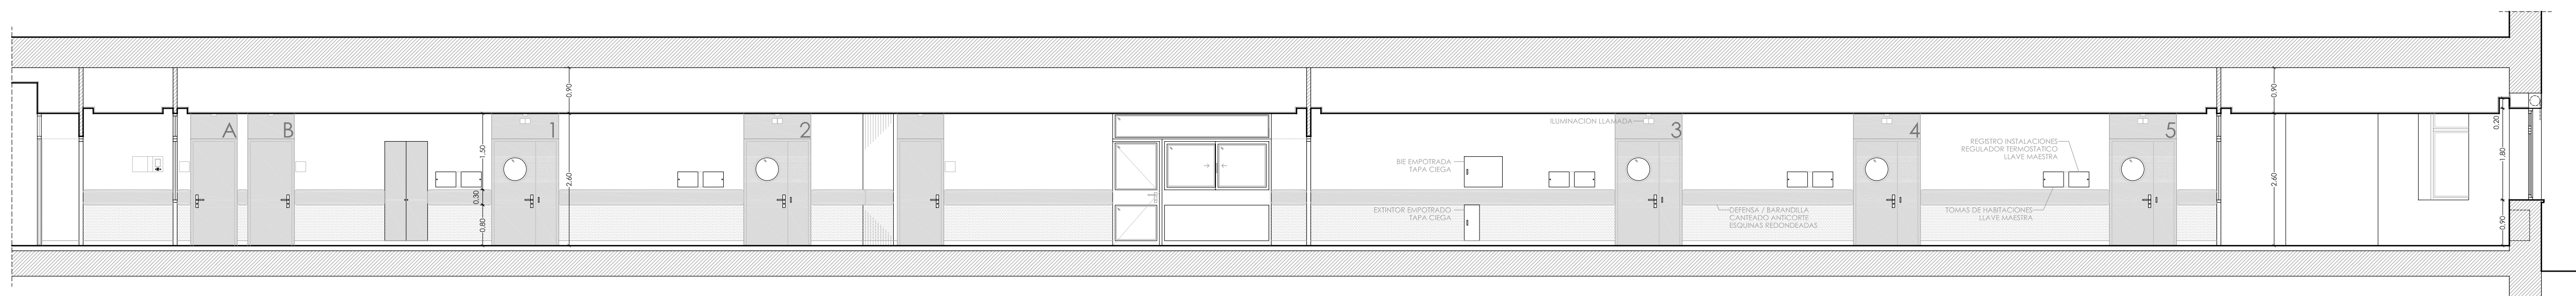 0.90
0.90
A
B
1
2
3
4
5
ILUMINACION LLAMADA
0.20
1.50
REGISTRO INSTALACIONES
REGULADOR TERMOSTATICO
LLAVE MAESTRA
BIE EMPOTRADA
TAPA CIEGA
1.80
2.60
2.60
0.30
EXTINTOR EMPOTRADO
TAPA CIEGA
DEFENSA / BARANDILLA
CANTEADO ANTICORTE
ESQUINAS REDONDEADAS
TOMAS DE HABITACIONES
LLAVE MAESTRA
0.80
0.90